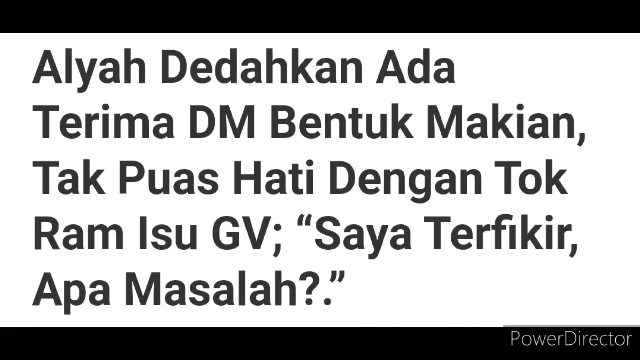 Alyah Dedahkan Ada
Terima DM Bentuk Makian,
Tak Puas Hati Dengan Tok
Ram Isu GV; “Saya Terfikir,
Apa Masalah?.”
PowerDirector